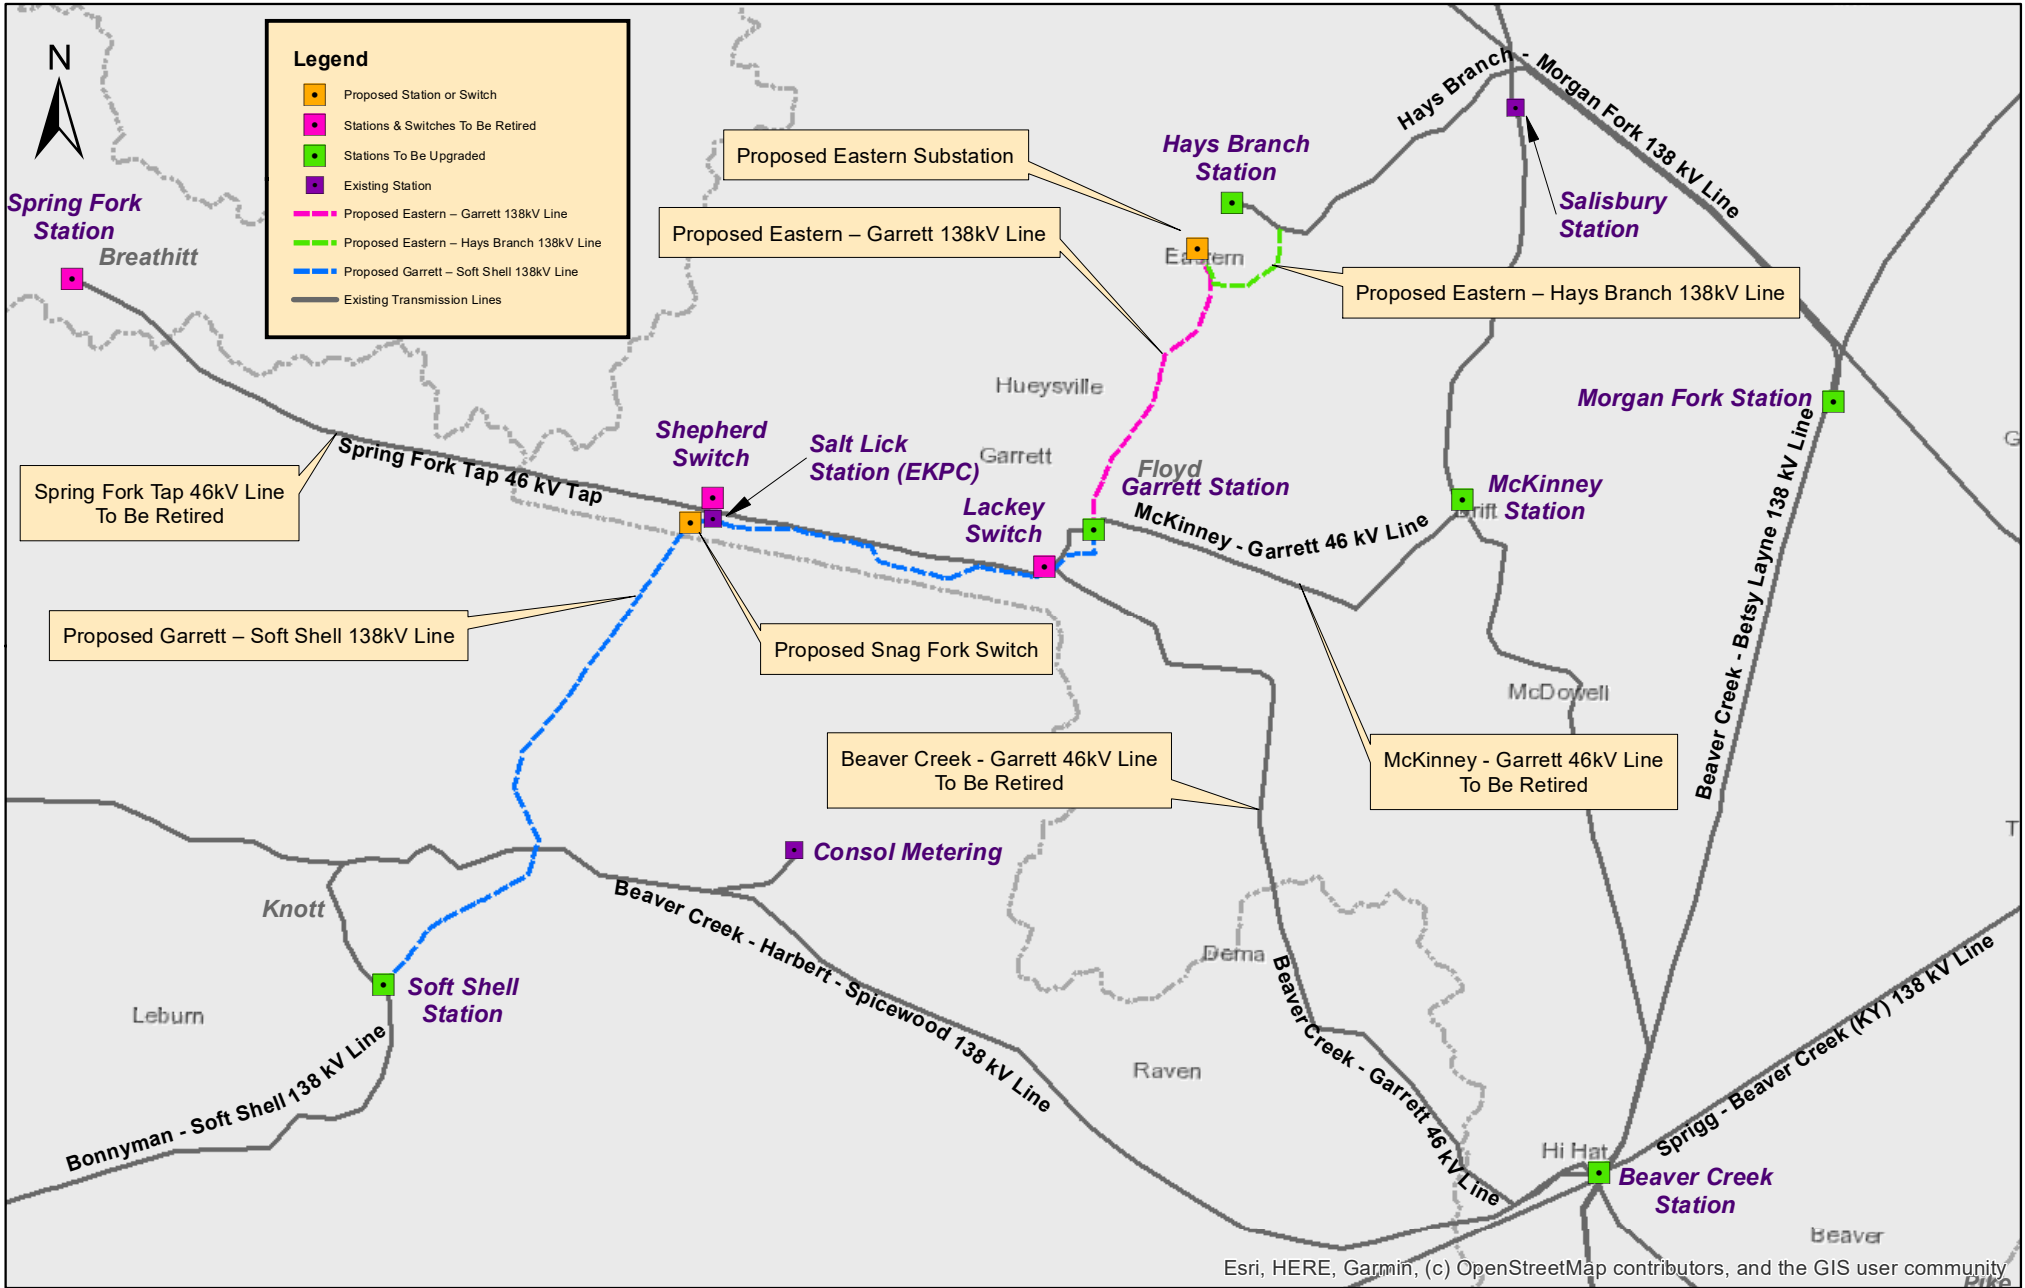 N
Legend
Proposed Station or Switch
Stations & Switches To Be Retired
Stations To Be Upgraded
Existing Station
Proposed Eastern – Garrett 138kV Line
Proposed Eastern – Hays Branch 138kV Line
Proposed Garrett – Soft Shell 138kV Line
Existing Transmission Lines
Hays Branch - Morgan Fork 138 kV Line
Proposed Eastern Substation
Hays Branch
Station
Salisbury
Station
Spring Fork
Station
Breathitt
Proposed Eastern – Garrett 138kV Line
Eastern
Proposed Eastern – Hays Branch 138kV Line
Hueysville
Morgan Fork Station
Shepherd
Switch
Salt Lick
Station (EKPC)
Garrett
Floyd
Garrett Station
Spring Fork Tap 46 kV Tap
Spring Fork Tap 46kV Line
To Be Retired
Lackey
Switch
McKinney - Garrett 46 kV Line
McKinney
Station
Drift
G
Proposed Garrett – Soft Shell 138kV Line
Proposed Snag Fork Switch
Beaver Creek - Betsy Layne 138 kV Line
McDowell
Beaver Creek - Garrett 46kV Line
To Be Retired
McKinney - Garrett 46kV Line
To Be Retired
T
Consol Metering
Knott
Beaver Creek - Harbert - Spicewood 138 kV Line
Dema
Soft Shell
Station
Leburn
Bonnyman - Soft Shell 138 kV Line
Raven
Beaver Creek - Garrett 46 kV Line
Sprigg - Beaver Creek (KY) 138 kV Line
Hi Hat
Beaver Creek
Station
Beaver
Esri, HERE, Garmin, (c) OpenStreetMap contributors, and the GIS user community
Pike